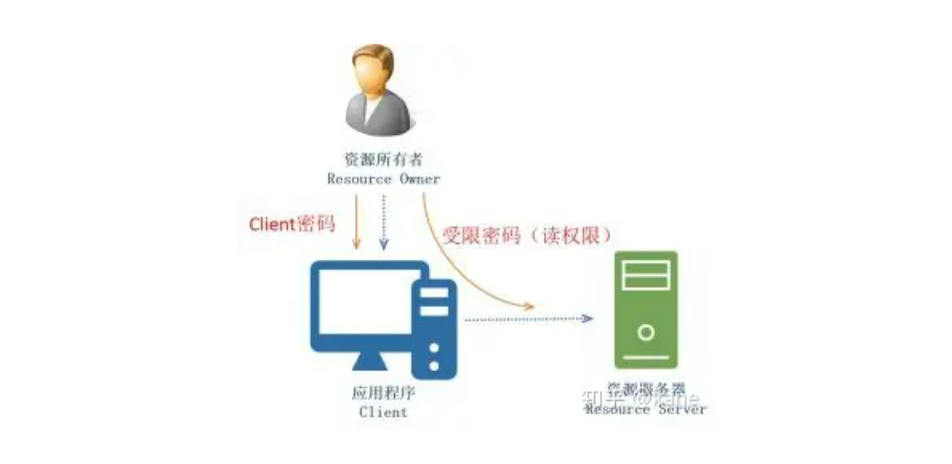 资源所有者
Resource Owner
Client密码
受限密码（读权限）
应用程序
Client
资源服务器
Resource Server
知乎